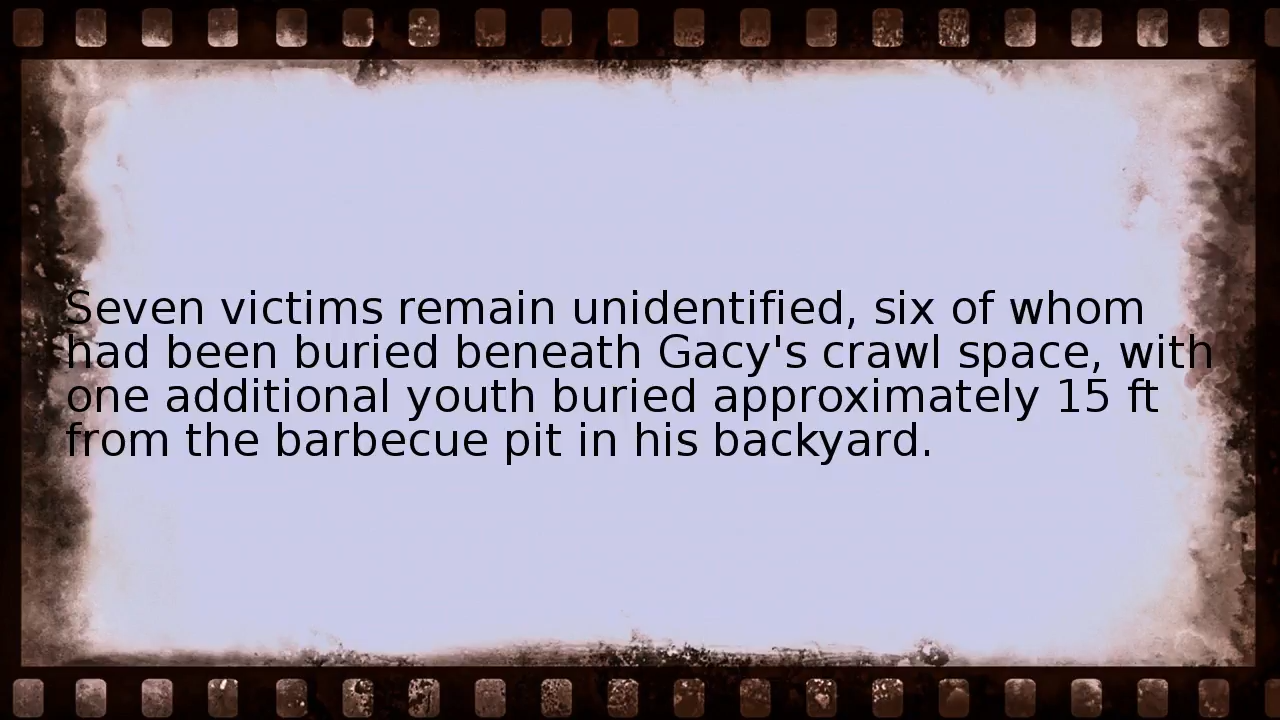 Seven victims remain unidentified, six of whom
had been buried beneath Gacy's crawl space, with
one additional youth buried approximately 15 ft
from the barbecue pit in his backyard.